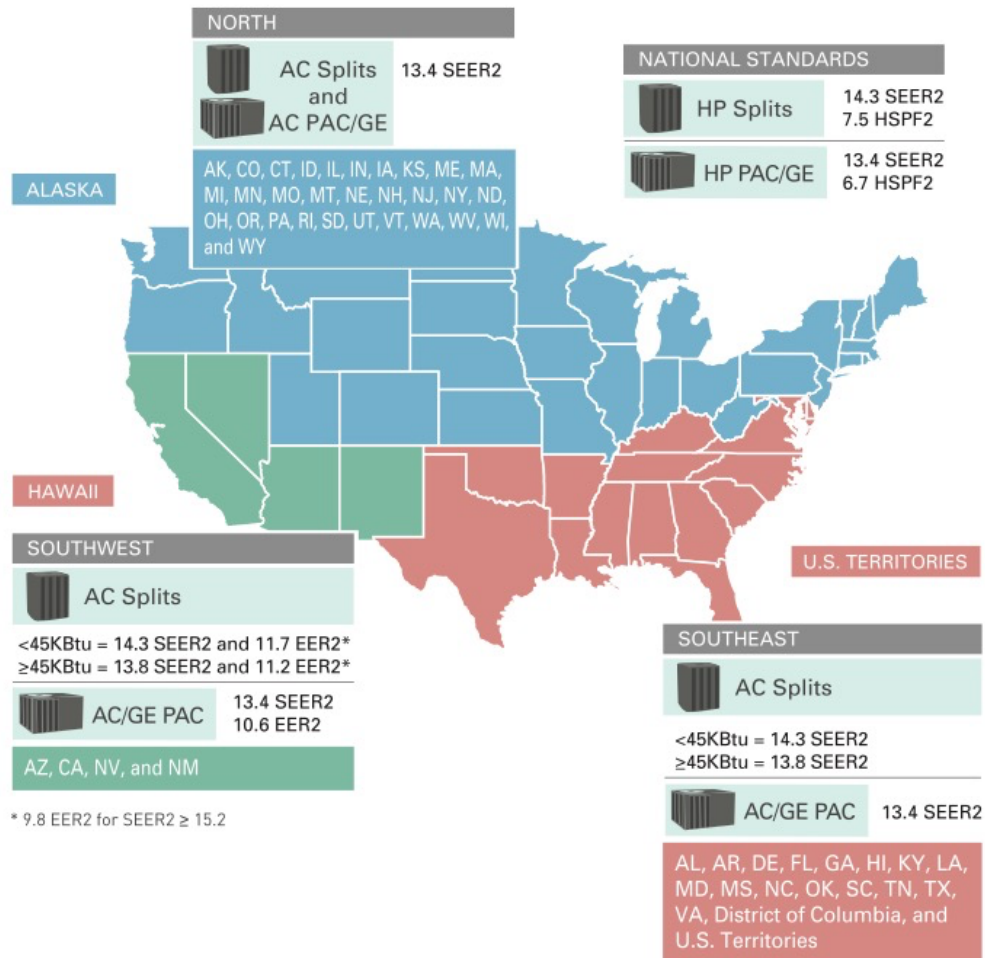 NORTH
AC Splits
and
AC PAC/GE
13.4 SEER2
AK, CO, CT, ID, IL, IN, IA, KS, ME, MA,
MI, MN, MO, MT, NE, NH, NJ, NY, ND,
OH, OR, PA, RI, SD, UT, VT, WA, WV, WI,
and WY
NATIONAL STANDARDS
HP Splits
14.3 SEER2
7.5 HSPF2
HP PAC/GE
13.4 SEER2
6.7 HSPF2
ALASKA
HAWAII
SOUTHWEST
AC Splits
<45KBtu = 14.3 SEER2 and 11.7 EER2*
≥45KBtu = 13.8 SEER2 and 11.2 EER2*
AC/GE PAC
13.4 SEER2
10.6 EER2
AZ, CA, NV, and NM
* 9.8 EER2 for SEER2 ≥ 15.2
U.S. TERRITORIES
SOUTHEAST
AC Splits
<45KBtu = 14.3 SEER2
≥45KBtu = 13.8 SEER2
AC/GE PAC
13.4 SEER2
AL, AR, DE, FL, GA, HI, KY, LA,
MD, MS, NC, OK, SC, TN, TX,
VA, District of Columbia, and
U.S. Territories